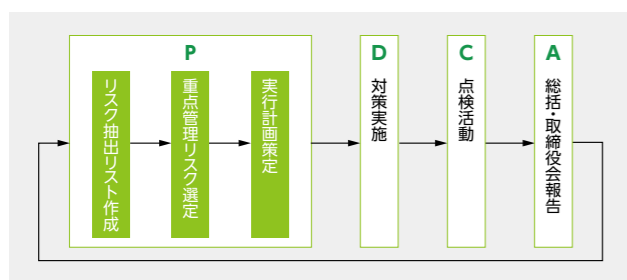 P
リスク抽出リスト作成
重点管理リスク選定
実行計画策定
D
対策実施
C
点検活動
A
総括・取締役会報告